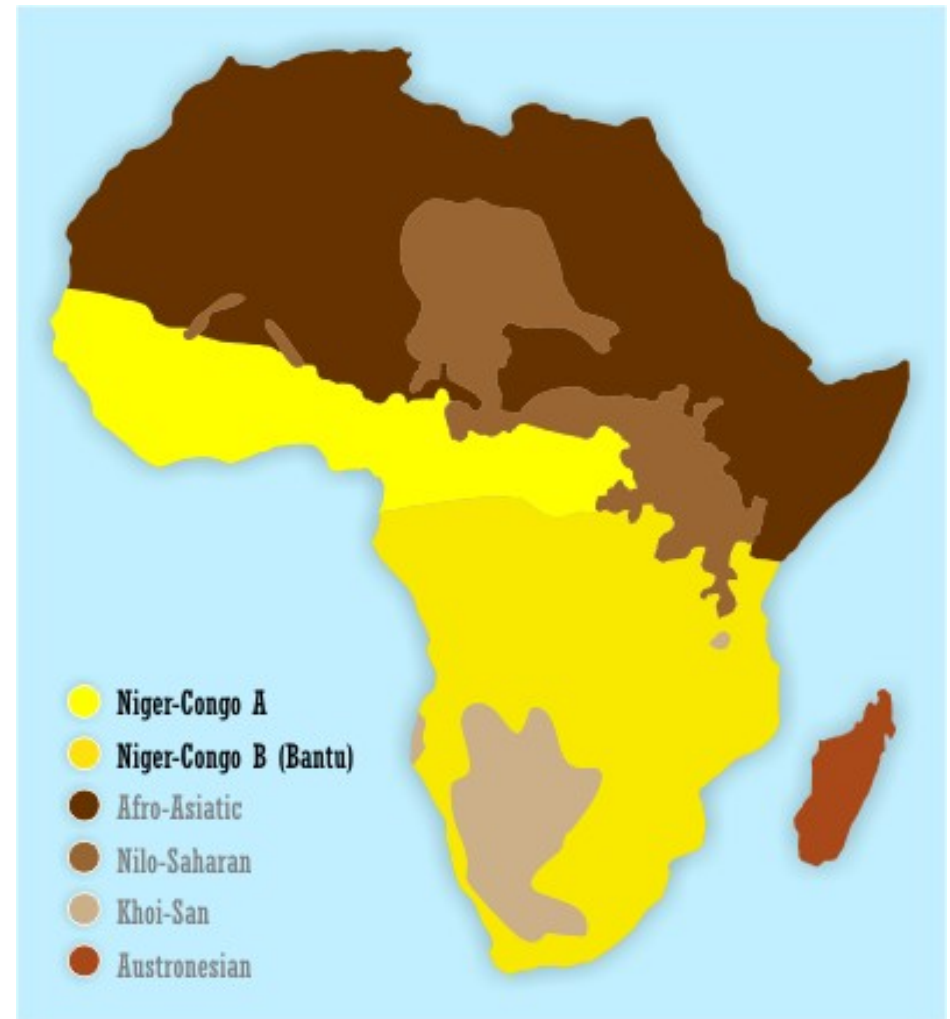 Niger-Congo A
Niger-Congo B (Bantu)
Afro-Asiatic
Nilo-Saharan
Khoi-San
Austronesian